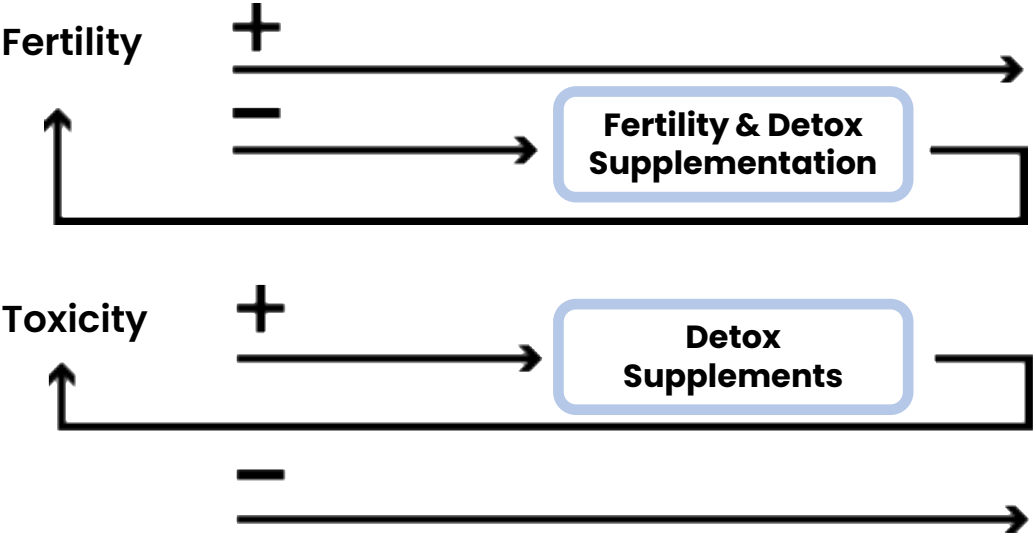 Fertility
+
−
Fertility & Detox
Supplementation
Toxicity
+
Detox
Supplements
−